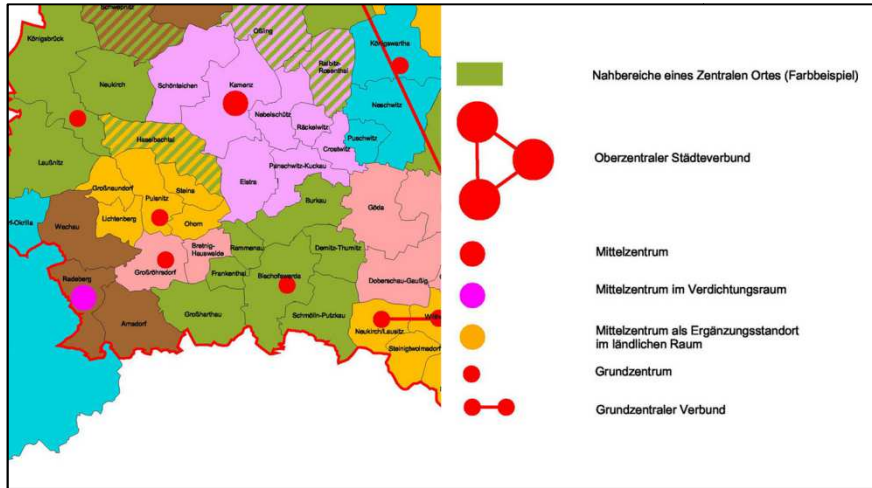 Königsbrück
Oßling
Königswartha
Ralbitz-
Rosenthal
Neukirch
Schönteichen
Kamenz
Neschwitz
Nebelschütz
Räckelwitz
Puschwitz
Crostwitz
Haselbachtal
Laußnitz
Panschwitz-Kuckau
Elstra
Steina
Großnaundorf
Pulsnitz
Burkau
Göda
Lichtenberg
Ohorn
Wachau
Bretnig-
Hauswalde
Rammenau
Demitz-Thumitz
Großröhrsdorf
Frankenthal
Bischofswerda
Radeberg
Doberschau-Gaußig
Arnsdorf
Großharthau
Schmölln-Putzkau
Neukirch/Lausitz
Steinigtwolmsdorf
Nahbereiche eines Zentralen Ortes (Farbbeispiel)
Oberzentraler Städteverbund
Mittelzentrum
Mittelzentrum im Verdichtungsraum
Mittelzentrum als Ergänzungsstandort
im ländlichen Raum
Grundzentrum
Grundzentraler Verbund